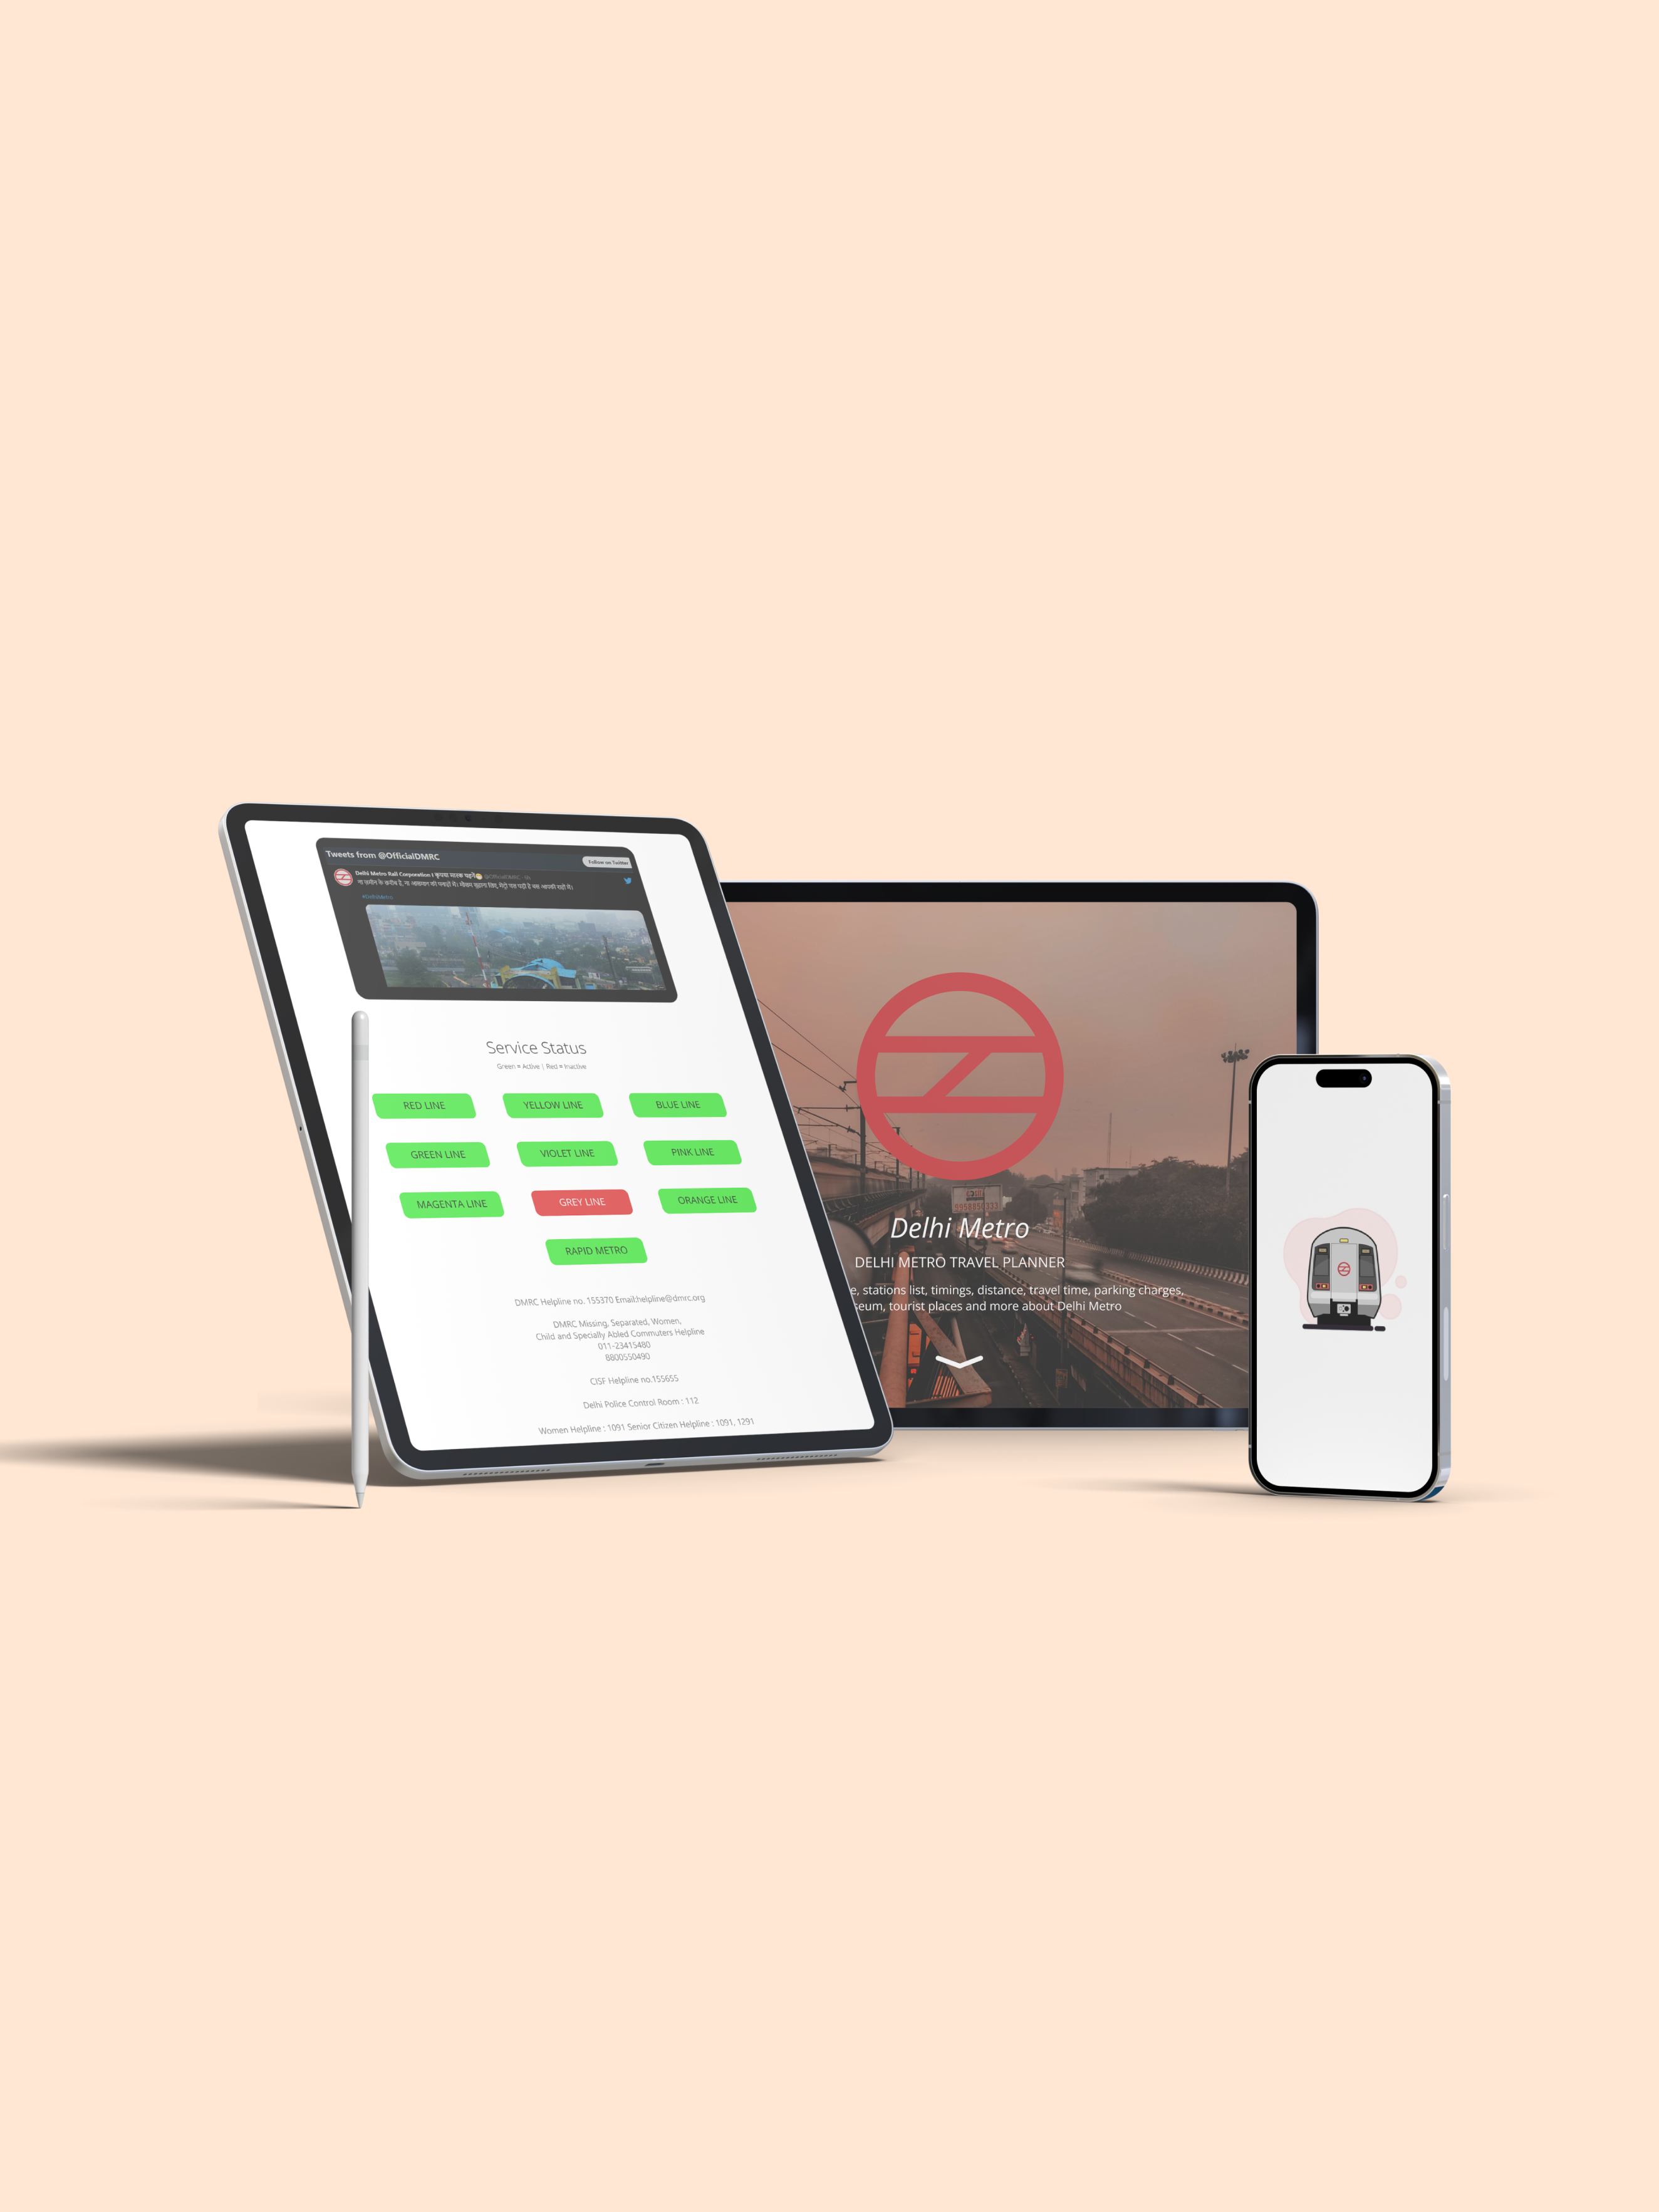 Tweets from @OfficialDMRC
Follow on Twitter
Delhi Metro Rail Corporation I कृपया मास्क पहनें😷 @OfficialDMRC
ना ज़मीन के करीब है, ना आसमान की पनाहों में।
#DelhiMetro
Service Status
Green = Active | Red = Inactive
RED LINE
YELLOW LINE
BLUE LINE
GREEN LINE
VIOLET LINE
PINK LINE
MAGENTA LINE
GREY LINE
ORANGE LINE
RAPID METRO
DMRC Helpline no. 155370 Email:helpline@dmrc.org
DMRC Missing, Separated, Women,
Child and Specially Abled Commuters Helpline
011-23415480
8800550490
CISF Helpline no.155655
Delhi Police Control Room : 112
Women Helpline : 1091 Senior Citizen Helpline : 1091, 1291
Delhi Metro
DELHI METRO TRAVEL PLANNER
e, stations list, timings, distance, travel time, parking charges,
seum, tourist places and more about Delhi Metro